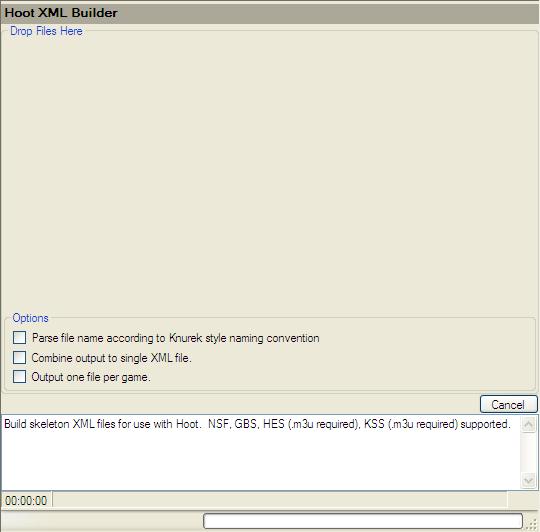 Hoot XML Builder
Drop Files Here
Options
Parse file name according to Knurek style naming convention
Combine output to single XML file.
Output one file per game.
Cancel
Build skeleton XML files for use with Hoot.  NSF, GBS, HES (.m3u required), KSS (.m3u required) supported.
00:00:00